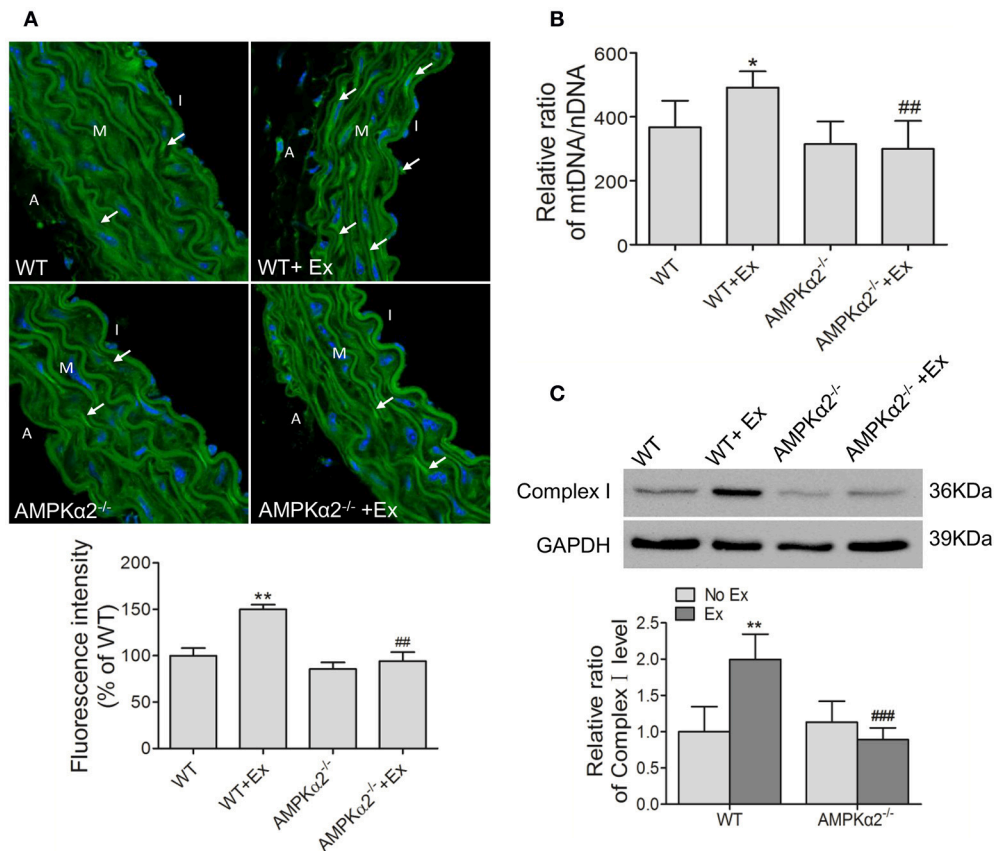 A
I
M
A
WT
I
M
A
WT+ Ex
I
M
A
AMPKα2-/-
I
M
A
AMPKα2-/- +Ex
Fluorescence intensity
(% of WT)
200
150
100
50
0
**
##
WT
WT+Ex
AMPKα2-/-
AMPKα2-/- +Ex
B
Relative ratio
of mtDNA/nDNA
600
400
200
0
*
##
WT
WT+Ex
AMPKα2-/-
AMPKα2-/- +Ex
C
WT
WT+ Ex
AMPKα2-/-
AMPKα2-/- +Ex
Complex I
36KDa
GAPDH
39KDa
No Ex
Ex
Relative ratio
of Complex I level
2.5
2.0
1.5
1.0
0.5
0.0
**
###
WT
AMPKα2-/-